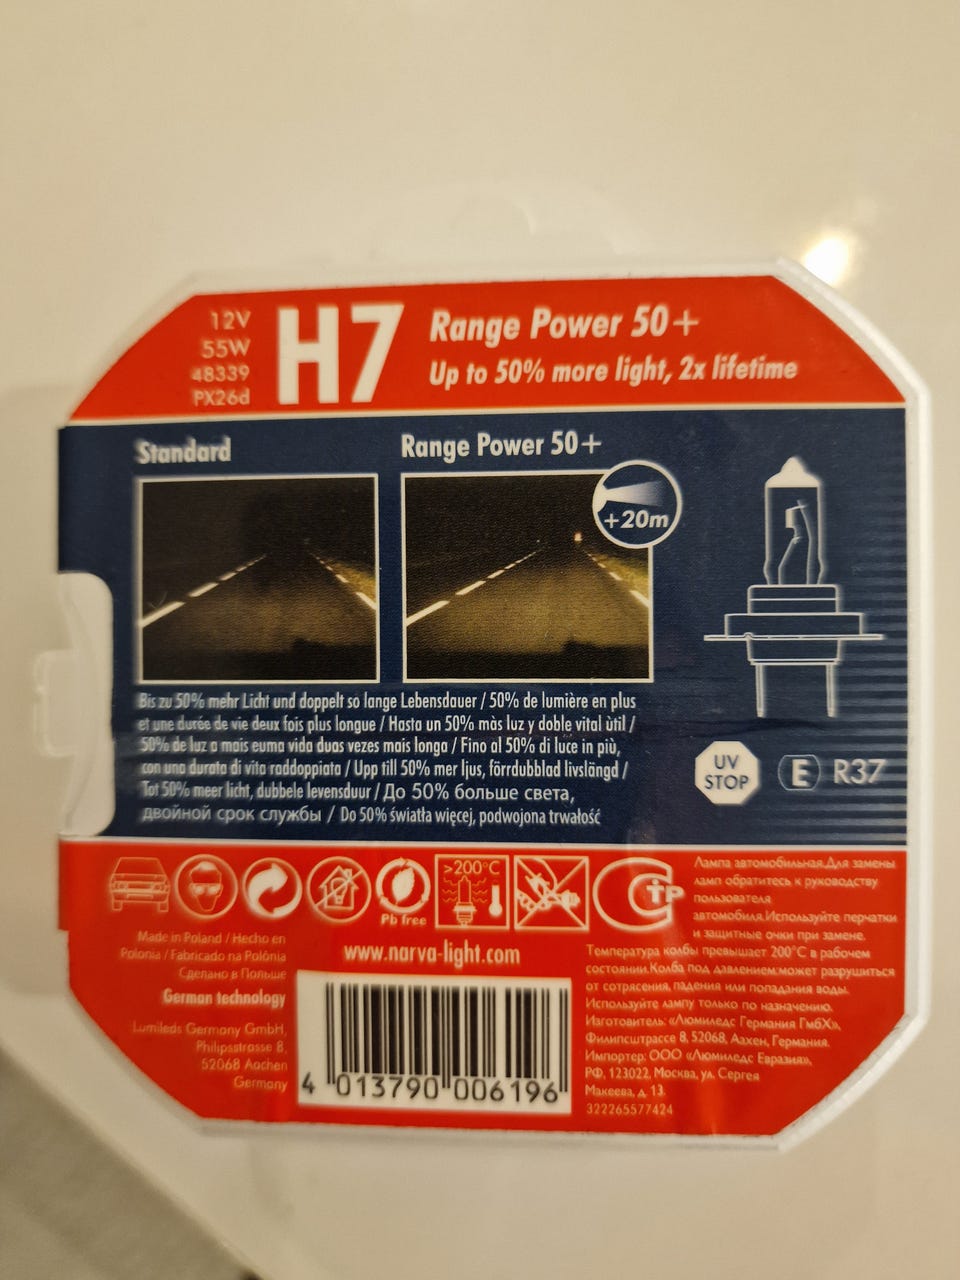 12V
55W
48339
PX26d
H7
Range Power 50+
Up to 50% more light, 2x lifetime
Standard
Range Power 50+
+20m
Bis zu 50% mehr Licht und doppelt so lange Lebensdauer / 50% de lumière en plus
et une durée de vie deux fois plus longue / Hasta un 50% màs luz y doble vital ùtil /
50% de luz a mais euma vida duas vezes mais longa / Fino al 50% di luce in più,
con una durata di vita raddoppiata / Upp till 50% mer ljus, förrdubblad livslängd /
Tot 50% meer licht, dubbele levensduur / До 50% больше света,
двойной срок службы / Do 50% światła więcej, podwojona trwałość
UV
STOP
E
R37
Pb free
>200°C
СТР
Made in Poland / Hecho en
Polonia / Fabricado na Polònia
Сделано в Польше
German technology
Lumileds Germany GmbH,
Philipsstrasse 8,
52068 Aachen
Germany
www.narva-light.com
4 013790 006196
Лампа автомобильная.Для замены
ламп обратитесь к руководству
пользователя
автомобиля.Используйте перчатки
и защитные очки при замене.
Температура колбы превышает 200°C в рабочем
состоянии.Колба под давлением:может разрушиться
от сотрясения, падения или попадания воды.
Используйте лампу только по назначению.
Изготовитель: «Люмиледс Германия ГмбХ»,
Филипсштрассе 8, 52068, Аахен, Германия.
Импортер: ООО «Люмиледс Евразия»,
РФ, 123022, Москва, ул. Сергея
Макеева, д. 13.
322265577424